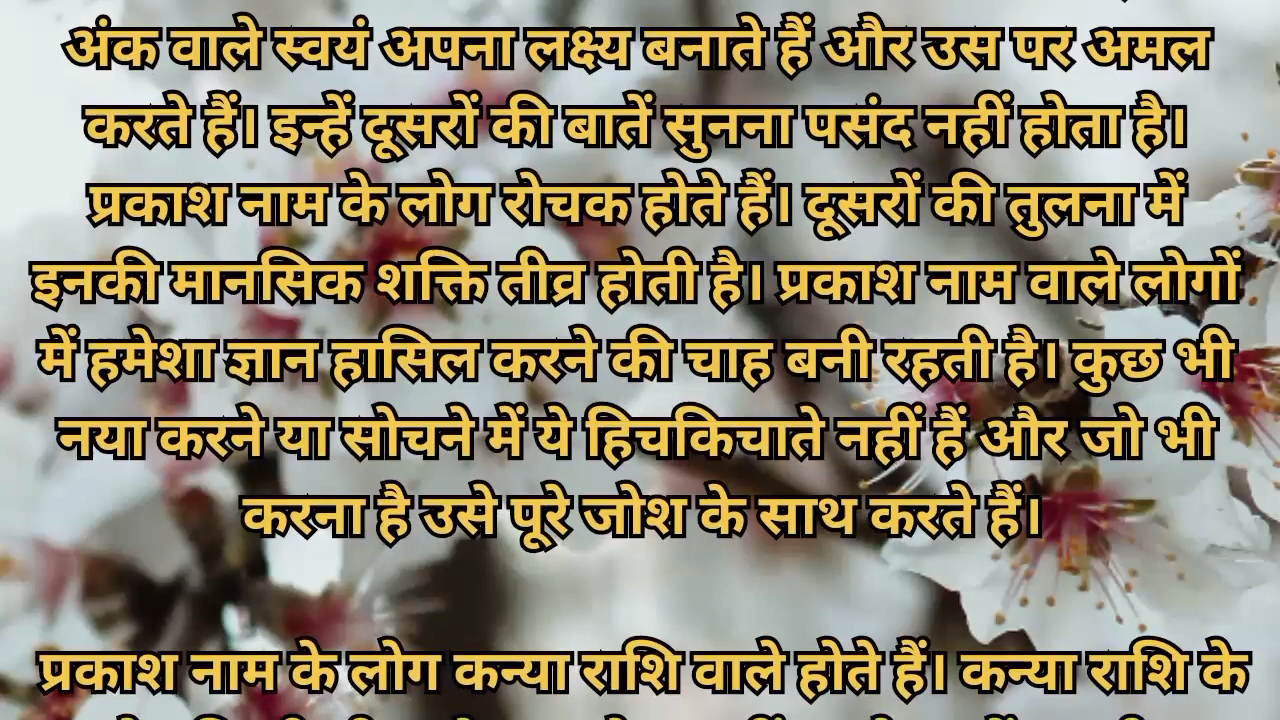 अंक वाले स्वयं अपना लक्ष्य बनाते हैं और उस पर अमल
करते हैं। इन्हें दूसरों की बातें सुनना पसंद नहीं होता है।
प्रकाश नाम के लोग रोचक होते हैं। दूसरों की तुलना में
इनकी मानसिक शक्ति तीव्र होती है। प्रकाश नाम वाले लोगों
में हमेशा ज्ञान हासिल करने की चाह बनी रहती है। कुछ भी
नया करने या सोचने में ये हिचकिचाते नहीं हैं और जो भी
करना है उसे पूरे जोश के साथ करते हैं।
प्रकाश नाम के लोग कन्या राशि वाले होते हैं। कन्या राशि के